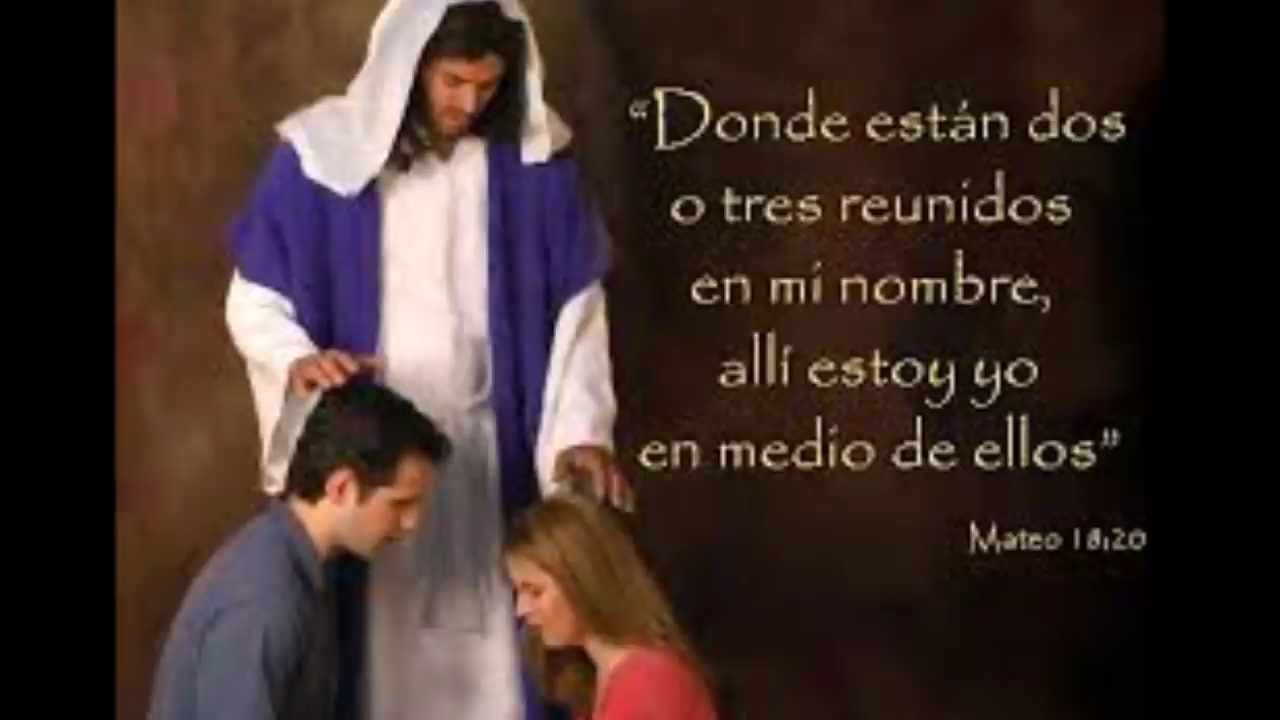 “Donde están dos
o tres reunidos
en mi nombre,
allí estoy yo
en medio de ellos”
Mateo 18:20